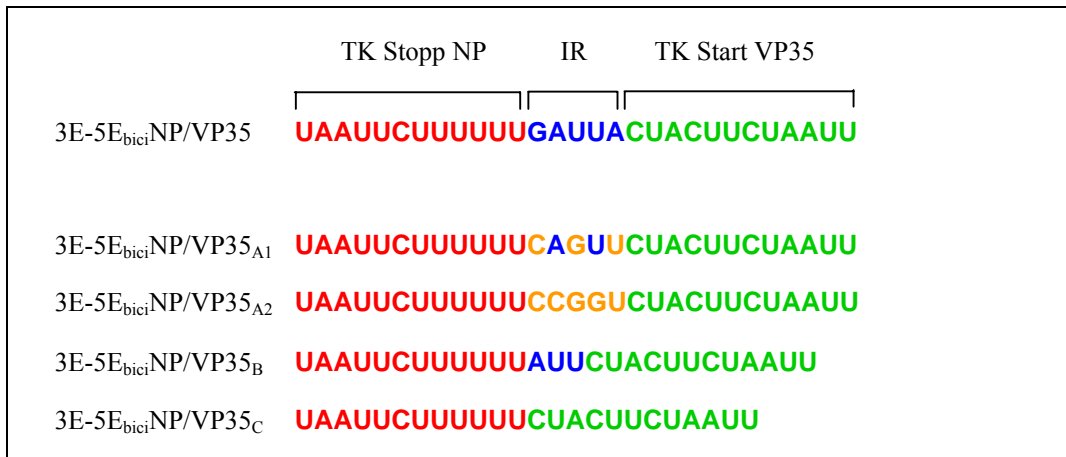 TK Stopp NP IR TK Start VP35
3E-5EbiciNP/VP35 UAAUUCUUUUUUGAUUACUACUUCUAAUU
3E-5EbiciNP/VP35A1 UAAUUCUUUUUUCAGUUCUACUUCUAAUU
3E-5EbiciNP/VP35A2 UAAUUCUUUUUUCCGGUCUACUUCUAAUU
3E-5EbiciNP/VP35B UAAUUCUUUUUUAUUCUACUUCUAAUU
3E-5EbiciNP/VP35C UAAUUCUUUUUUCUACUUCUAAUU